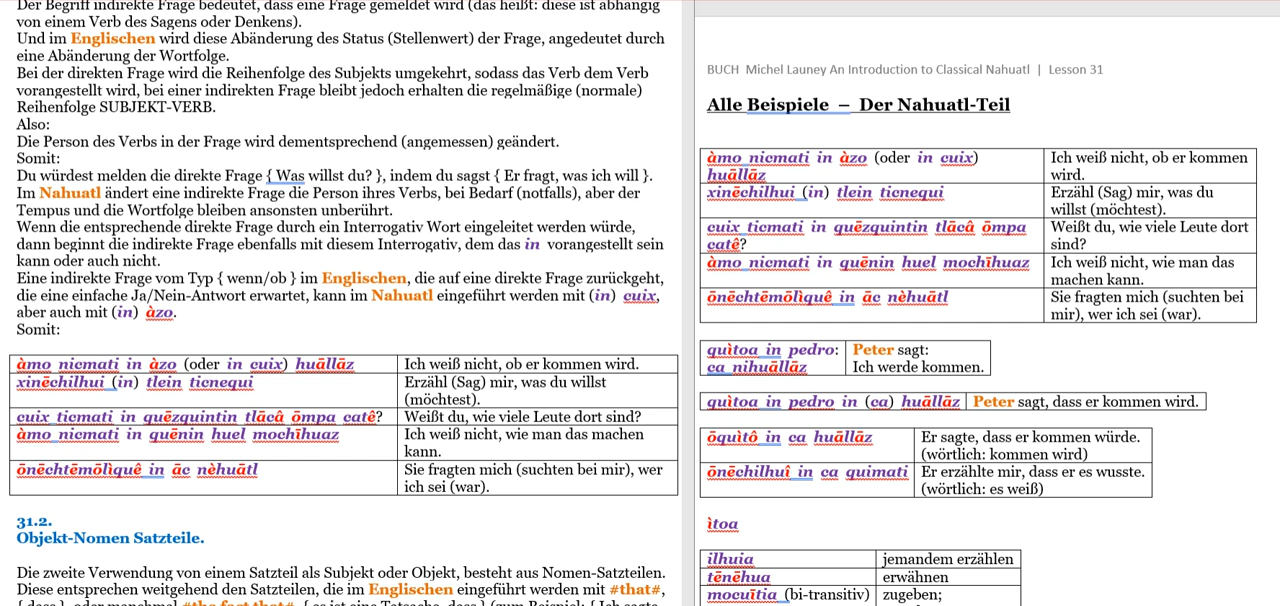 Der Begriff indirekte Frage bedeutet, dass eine Frage gemeldet wird (das heißt: diese ist abhängig
von einem Verb des Sagens oder Denkens).
Und im Englischen wird diese Abänderung des Status (Stellenwert) der Frage, angedeutet durch
eine Abänderung der Wortfolge.
Bei der direkten Frage wird die Reihenfolge des Subjekts umgekehrt, sodass das Verb dem Verb
vorangestellt wird, bei einer indirekten Frage bleibt jedoch erhalten die regelmäßige (normale)
Reihenfolge SUBJEKT-VERB.
Also:
Die Person des Verbs in der Frage wird dementsprechend (angemessen) geändert.
Somit:
Du würdest melden die direkte Frage { Was willst du? }, indem du sagst { Er fragt, was ich will }.
Im Nahuatl ändert eine indirekte Frage die Person ihres Verbs, bei Bedarf (notfalls), aber der
Tempus und die Wortfolge bleiben ansonsten unberührt.
Wenn die entsprechende direkte Frage durch ein Interrogativ Wort eingeleitet werden würde,
dann beginnt die indirekte Frage ebenfalls mit diesem Interrogativ, dem das in vorangestellt sein
kann oder auch nicht.
Eine indirekte Frage vom Typ { wenn/ob } im Englischen, die auf eine direkte Frage zurückgeht,
die eine einfache Ja/Nein-Antwort erwartet, kann im Nahuatl eingeführt werden mit (in) cuix,
aber auch mit (in) àzo.
Somit:
àmo nicmati in àzo (oder in cuix) huāllāz Ich weiß nicht, ob er kommen wird.
xinēchilhui (in) tlein ticnequi Erzähl (Sag) mir, was du willst
(möchtest).
cuix ticmati in quēzquintin tlācâ ōmpa catê? Weißt du, wie viele Leute dort sind?
àmo nicmati in quēnin huel mochīhuaz Ich weiß nicht, wie man das machen
kann.
ōnēchtēmōlìquê in āc nèhuātl Sie fragten mich (suchten bei mir), wer
ich sei (war).
31.2.
Objekt-Nomen Satzteile.
Die zweite Verwendung von einem Satzteil als Subjekt oder Objekt, besteht aus Nomen-Satzteilen.
Diese entsprechen weitgehend den Satzteilen, die im Englischen eingeführt werden mit #that#,
{ dass }, oder manchmal #the fact that#, { es ist eine Tatsache, dass } (zum Beispiel: { Ich sagte,
BUCH Michel Launey An Introduction to Classical Nahuatl | Lesson 31
Alle Beispiele – Der Nahuatl-Teil
àmo nicmati in àzo (oder in cuix) Ich weiß nicht, ob er kommen
huāllāz wird.
xinēchilhui (in) tlein ticnequi Erzähl (Sag) mir, was du
willst (möchtest).
cuix ticmati in quēzquintin tlācâ ōmpa Weißt du, wie viele Leute dort
catê? sind?
àmo nicmati in quēnin huel mochīhuaz Ich weiß nicht, wie man das
machen kann.
ōnēchtēmōlìquê in āc nèhuātl Sie fragten mich (suchten bei
mir), wer ich sei (war).
quìtoa in pedro: Peter sagt:
ca nihuāllāz Ich werde kommen.
quìtoa in pedro in (ca) huāllāz Peter sagt, dass er kommen wird.
ōquìtô in ca huāllāz Er sagte, dass er kommen würde.
(wörtlich: kommen wird)
ōnēchilhuî in ca quimati Er erzählte mir, dass er es wusste.
(wörtlich: es weiß)
ìtoa
ilhuia jemandem erzählen
tēnēhua erwähnen
mocuītia (bi-transitiv) zugeben;